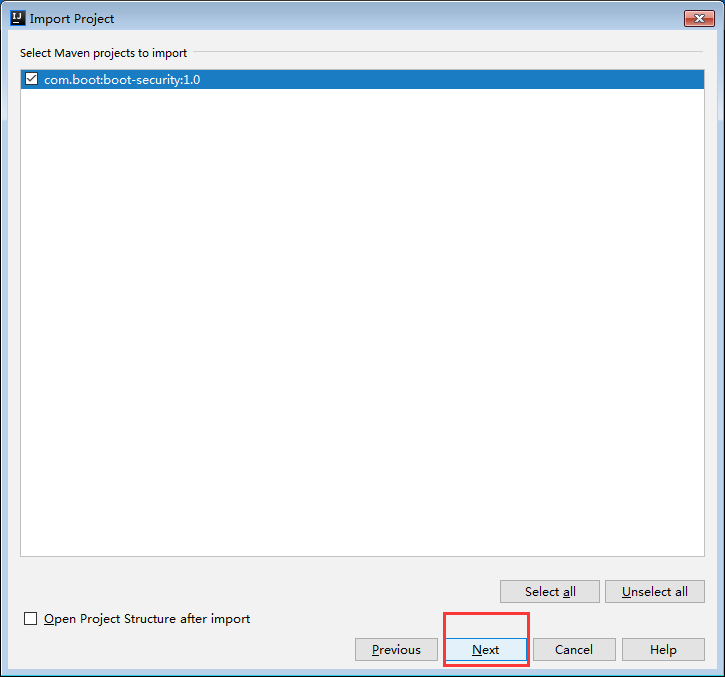 IJ Import Project
Select Maven projects to import
com.boot:boot-security:1.0
Select all Unselect all
Open Project Structure after import
Previous Next Cancel Help